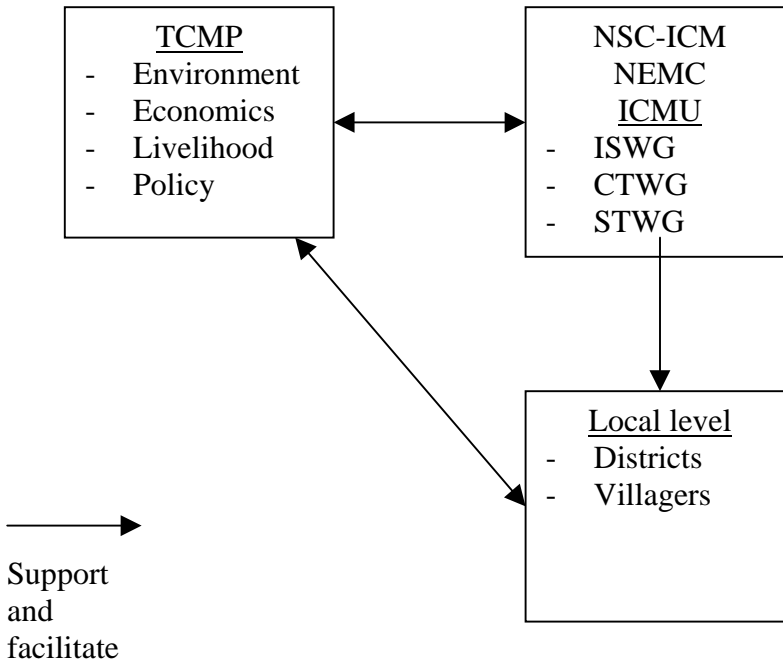 TCMP
- Environment
- Economics
- Livelihood
- Policy
NSC-ICM
NEMC
ICMU
- ISWG
- CTWG
- STWG
Local level
- Districts
- Villagers
Support
and
facilitate